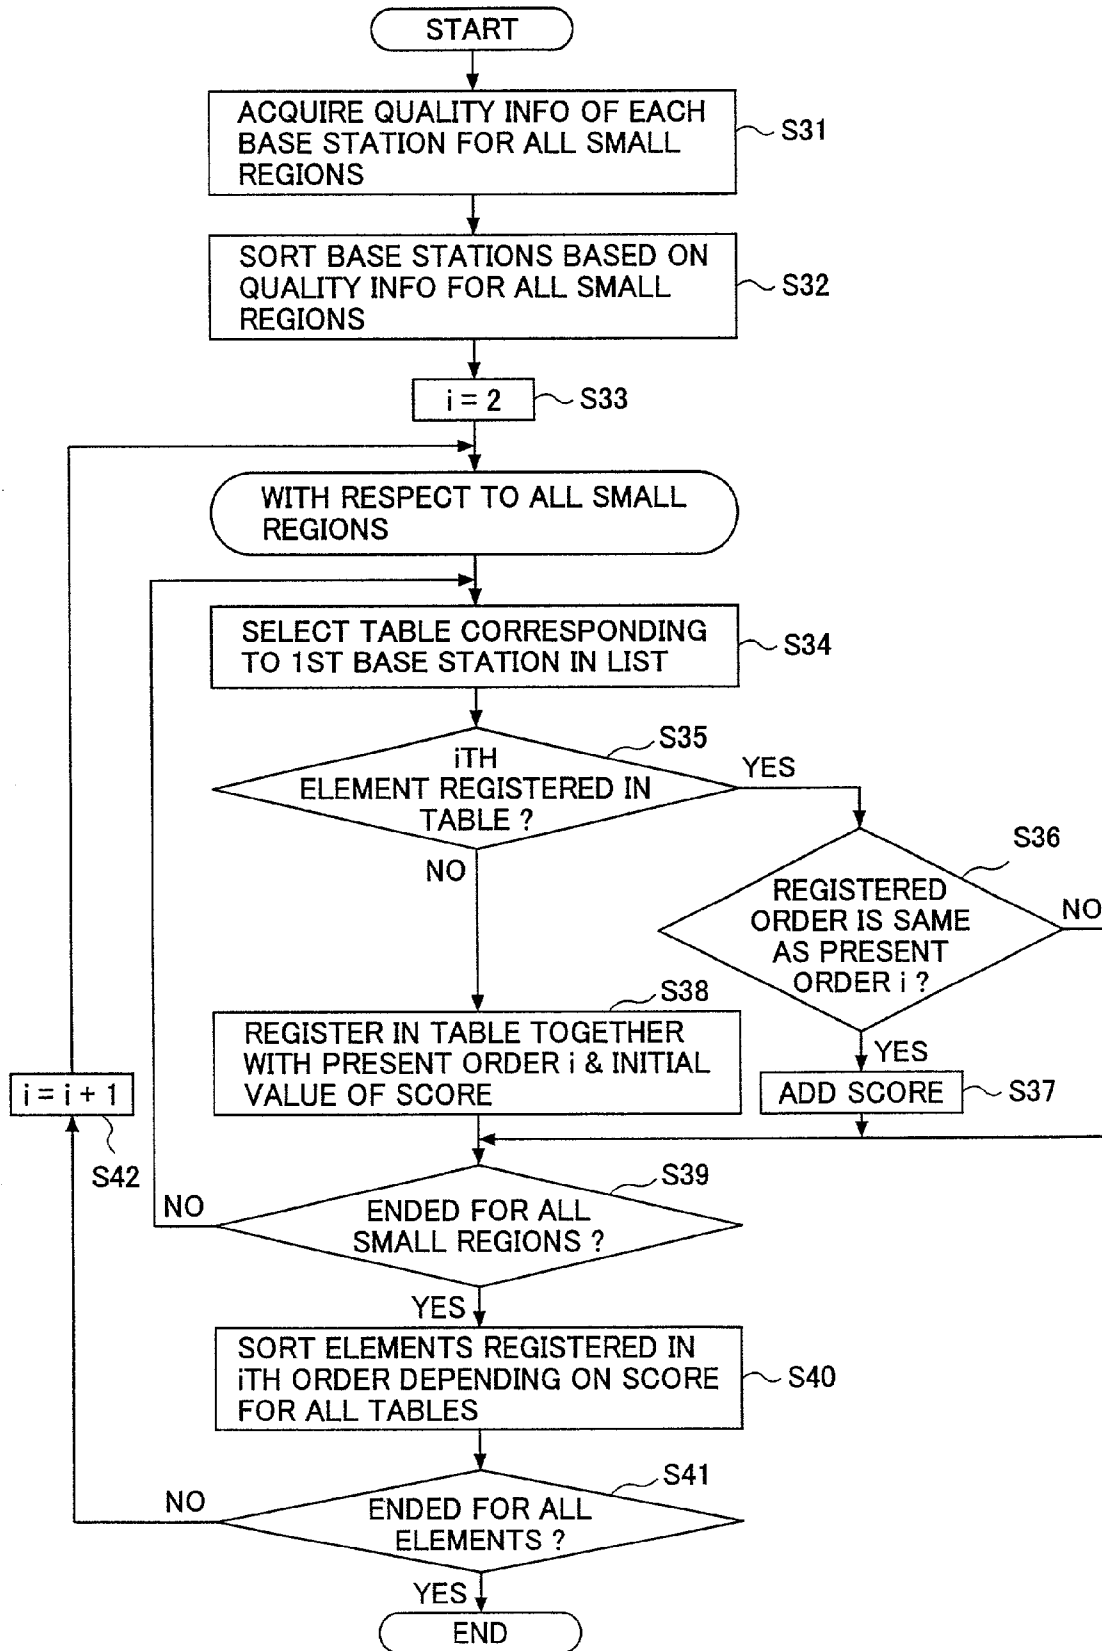 START
ACQUIRE QUALITY INFO OF EACH
BASE STATION FOR ALL SMALL
REGIONS
S31
SORT BASE STATIONS BASED ON
QUALITY INFO FOR ALL SMALL
REGIONS
S32
i = 2
S33
WITH RESPECT TO ALL SMALL
REGIONS
SELECT TABLE CORRESPONDING
TO 1ST BASE STATION IN LIST
S34
iTH
ELEMENT REGISTERED IN
TABLE ?
S35
YES
NO
REGISTERED
ORDER IS SAME
AS PRESENT
ORDER i ?
S36
NO
YES
ADD SCORE
S37
REGISTER IN TABLE TOGETHER
WITH PRESENT ORDER i & INITIAL
VALUE OF SCORE
S38
i = i + 1
S42
ENDED FOR ALL
SMALL REGIONS ?
S39
NO
YES
SORT ELEMENTS REGISTERED IN
iTH ORDER DEPENDING ON SCORE
FOR ALL TABLES
S40
ENDED FOR ALL
ELEMENTS ?
S41
NO
YES
END